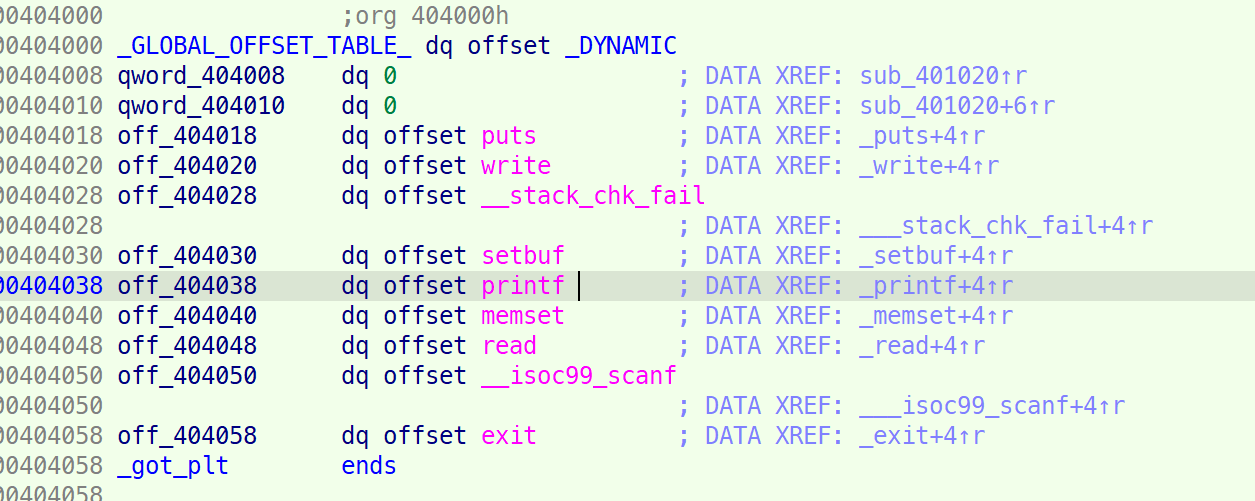 00404000 ;org 404000h
00404000 _GLOBAL_OFFSET_TABLE_ dq offset _DYNAMIC
00404008 qword_404008 dq 0 ; DATA XREF: sub_401020↑r
00404010 qword_404010 dq 0 ; DATA XREF: sub_401020+6↑r
00404018 off_404018 dq offset puts ; DATA XREF: _puts+4↑r
00404020 off_404020 dq offset write ; DATA XREF: _write+4↑r
00404028 off_404028 dq offset __stack_chk_fail
00404028 ; DATA XREF: ___stack_chk_fail+4↑r
00404030 off_404030 dq offset setbuf ; DATA XREF: _setbuf+4↑r
00404038 off_404038 dq offset printf ; DATA XREF: _printf+4↑r
00404040 off_404040 dq offset memset ; DATA XREF: _memset+4↑r
00404048 off_404048 dq offset read ; DATA XREF: _read+4↑r
00404050 off_404050 dq offset __isoc99_scanf
00404050 ; DATA XREF: ___isoc99_scanf+4↑r
00404058 off_404058 dq offset exit ; DATA XREF: _exit+4↑r
00404058 _got_plt ends
00404058